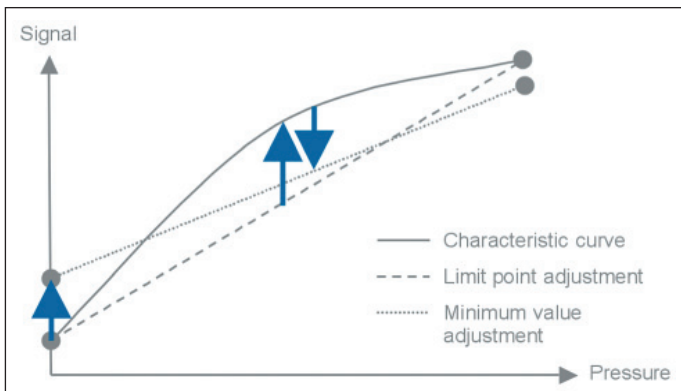 Signal
Characteristic curve
Limit point adjustment
Minimum value
adjustment
Pressure